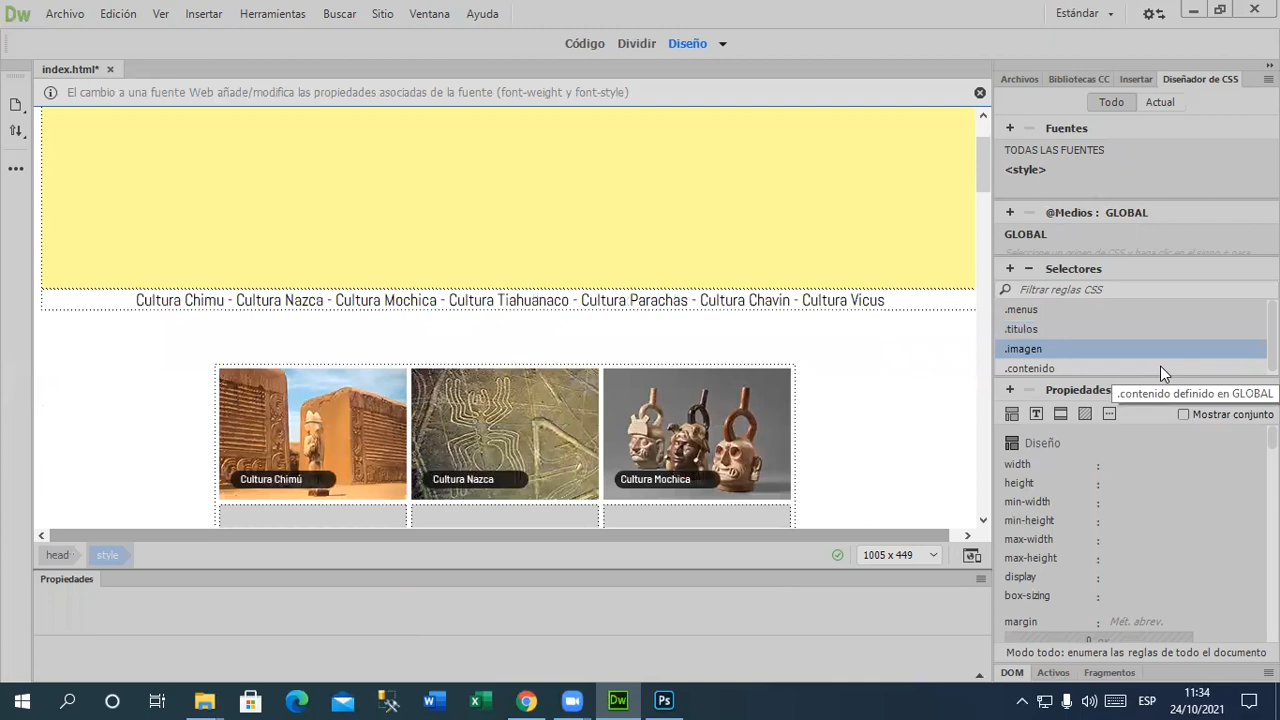 Dw Archivo Edición Ver Insertar Herramientas Buscar Sitio Ventana Ayuda Estándar
Código Dividir Diseño
index.html*
El cambio a una fuente Web añade/modifica las propiedades asociadas de la fuente (font-weight y font-style)
Cultura Chimu - Cultura Nazca - Cultura Mochica - Cultura Tiahuanaco - Cultura Parachas - Cultura Chavin - Cultura Vicus
Cultura Chimú Cultura Nazca Cultura Mochica
head style 1005 x 449
Propiedades
Archivos Bibliotecas CC Insertar Diseñador de CSS
Todo Actual
Fuentes
TODAS LAS FUENTES
<style>
@Medios : GLOBAL
GLOBAL
Selectores
Filtrar reglas CSS
.menus
.titulos
.imagen
.contenido
.contenido definido en GLOBAL
Propiedades
Mostrar conjunto
Diseño
width :
height :
min-width :
min-height :
max-width :
max-height :
display :
box-sizing :
margin : Mét. abrev.
Modo todo: enumera las reglas de todo el documento
DOM Activos Fragmentos
Dw Ps ESP 11:34
24/10/2021